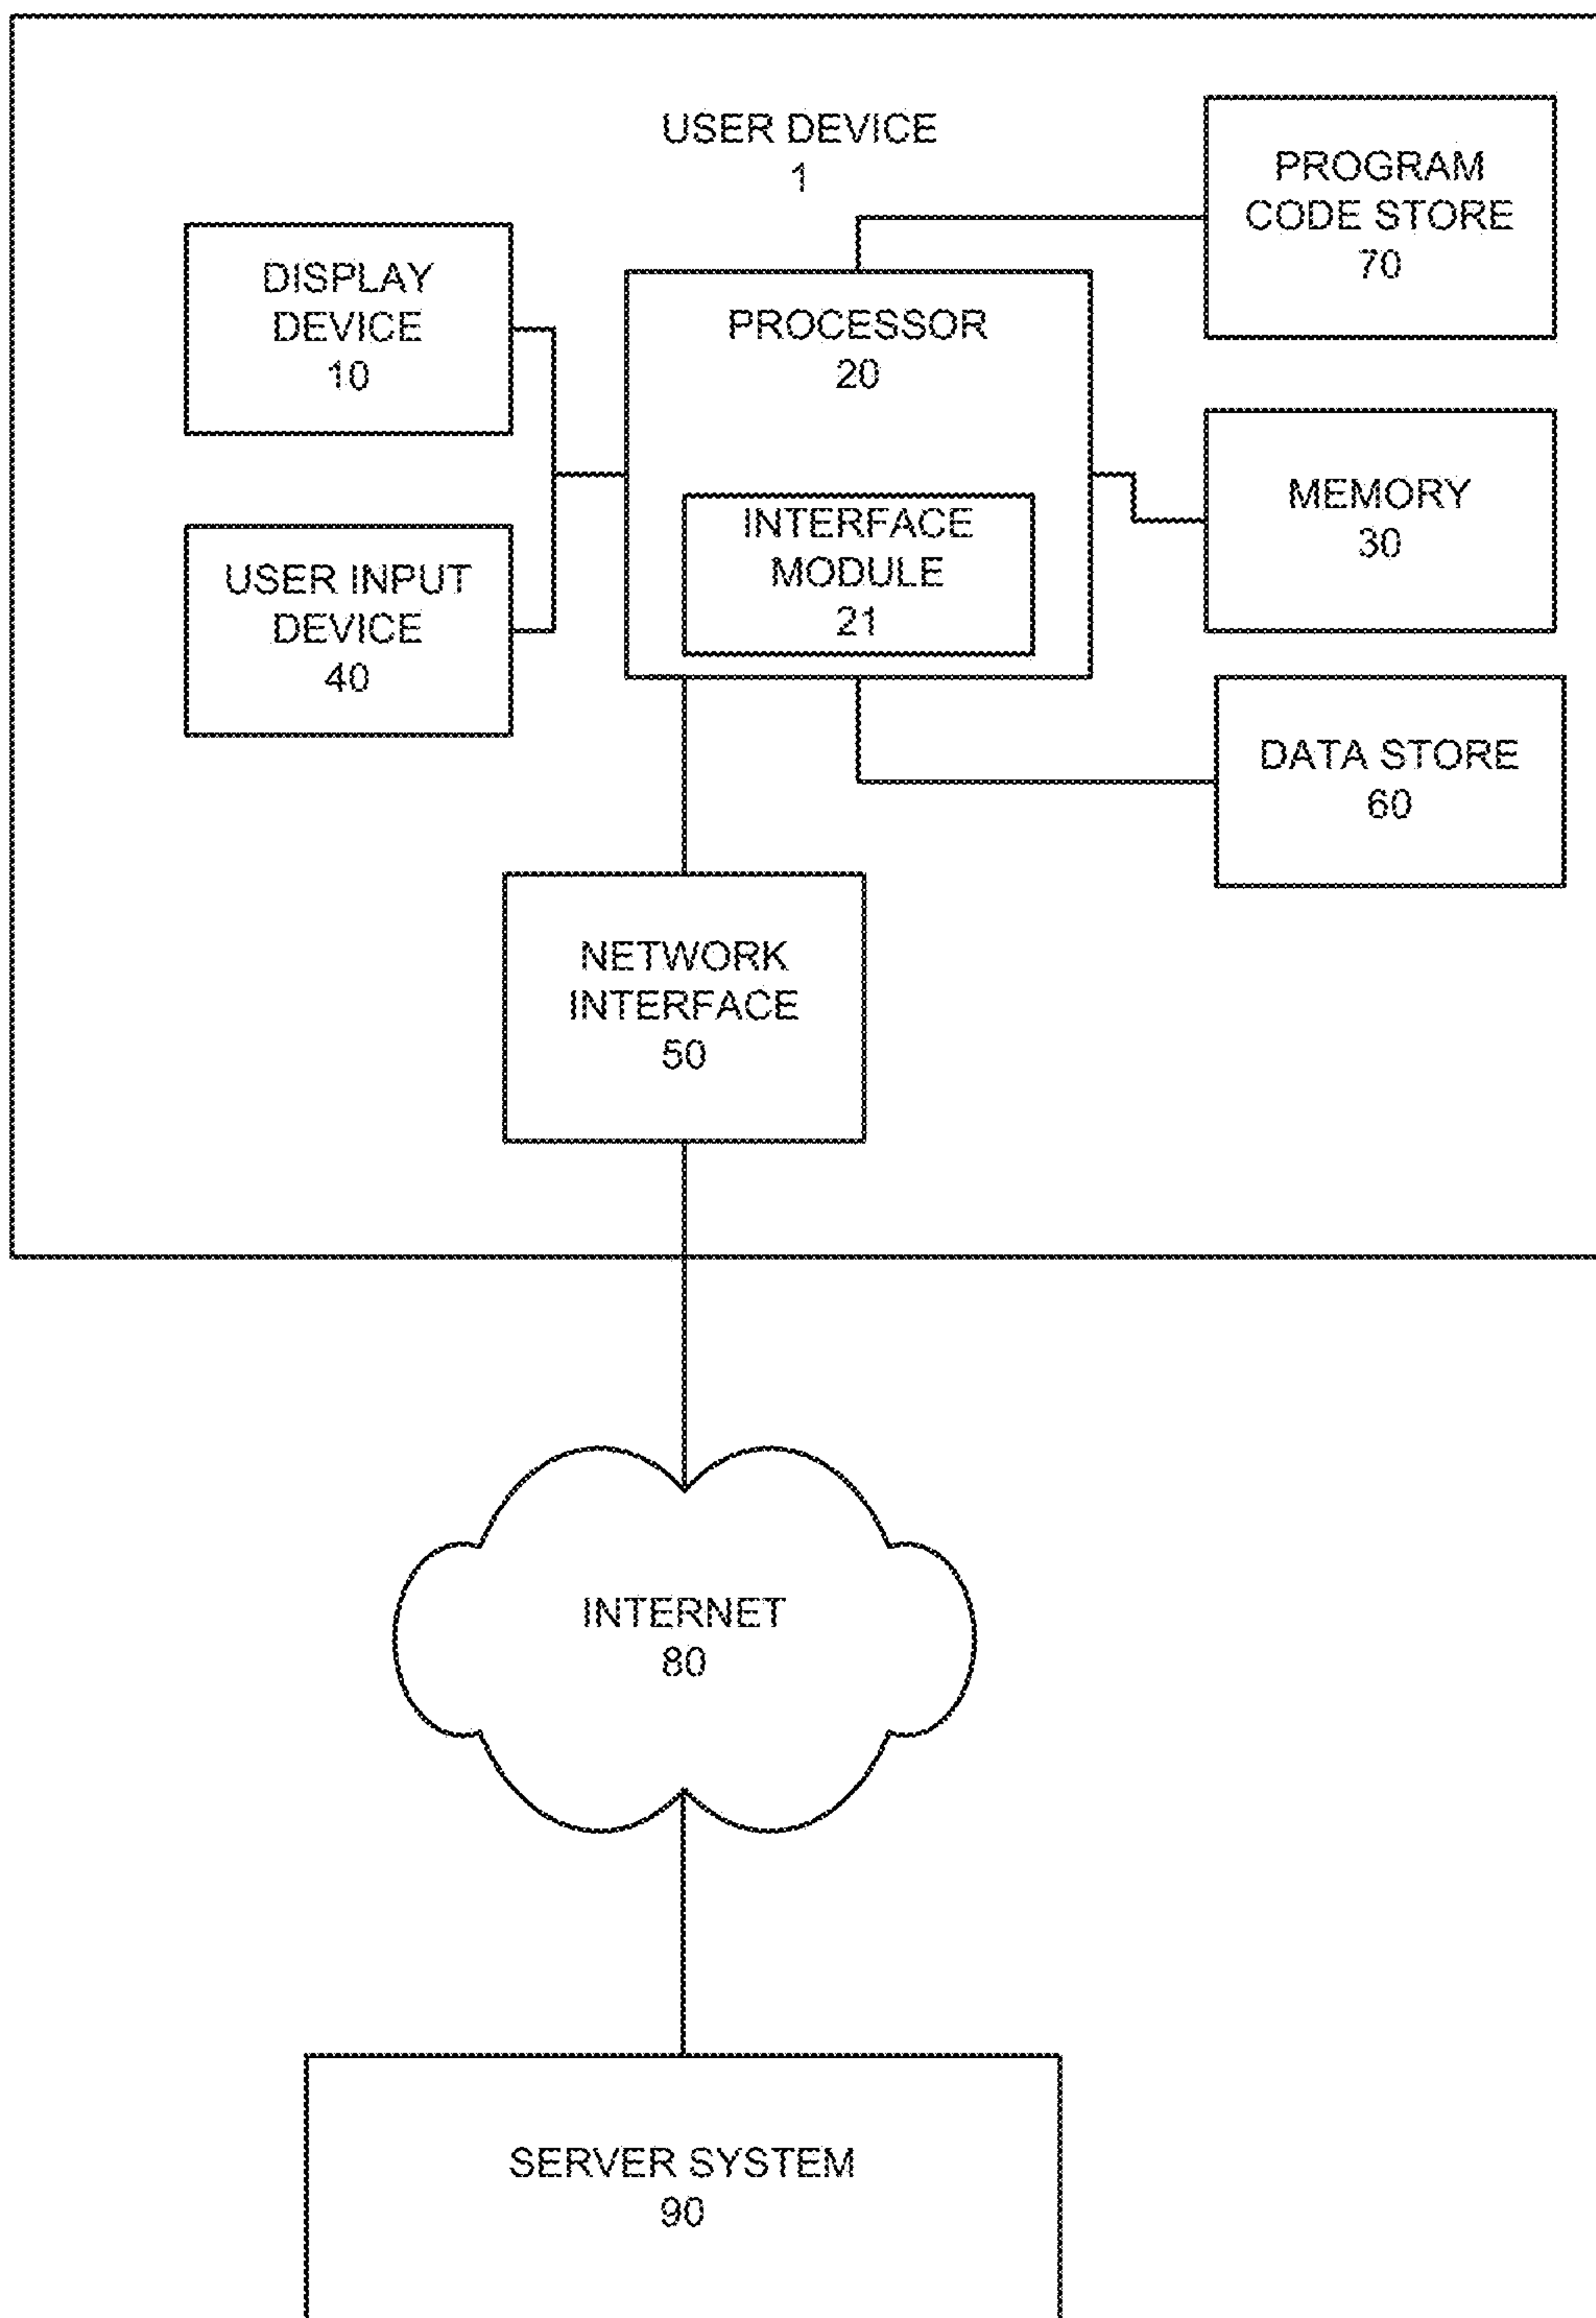 USER DEVICE
1
PROGRAM
CODE STORE
70
DISPLAY
DEVICE
10
PROCESSOR
20
MEMORY
30
INTERFACE
MODULE
21
USER INPUT
DEVICE
40
DATA STORE
60
NETWORK
INTERFACE
50
INTERNET
80
SERVER SYSTEM
90